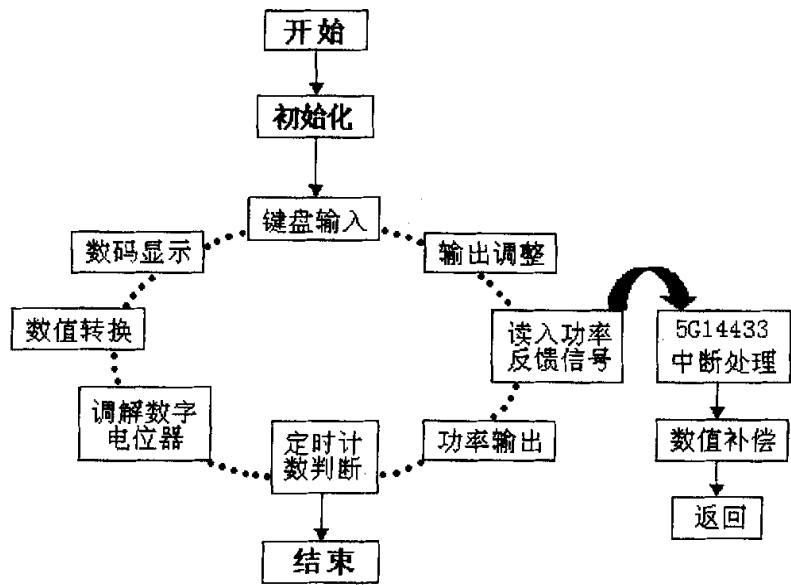 开始
初始化
键盘输入
数码显示
输出调整
数值转换
读入功率
反馈信号
5G14433
中断处理
调解数字
电位器
定时计
数判断
功率输出
数值补偿
返回
结束